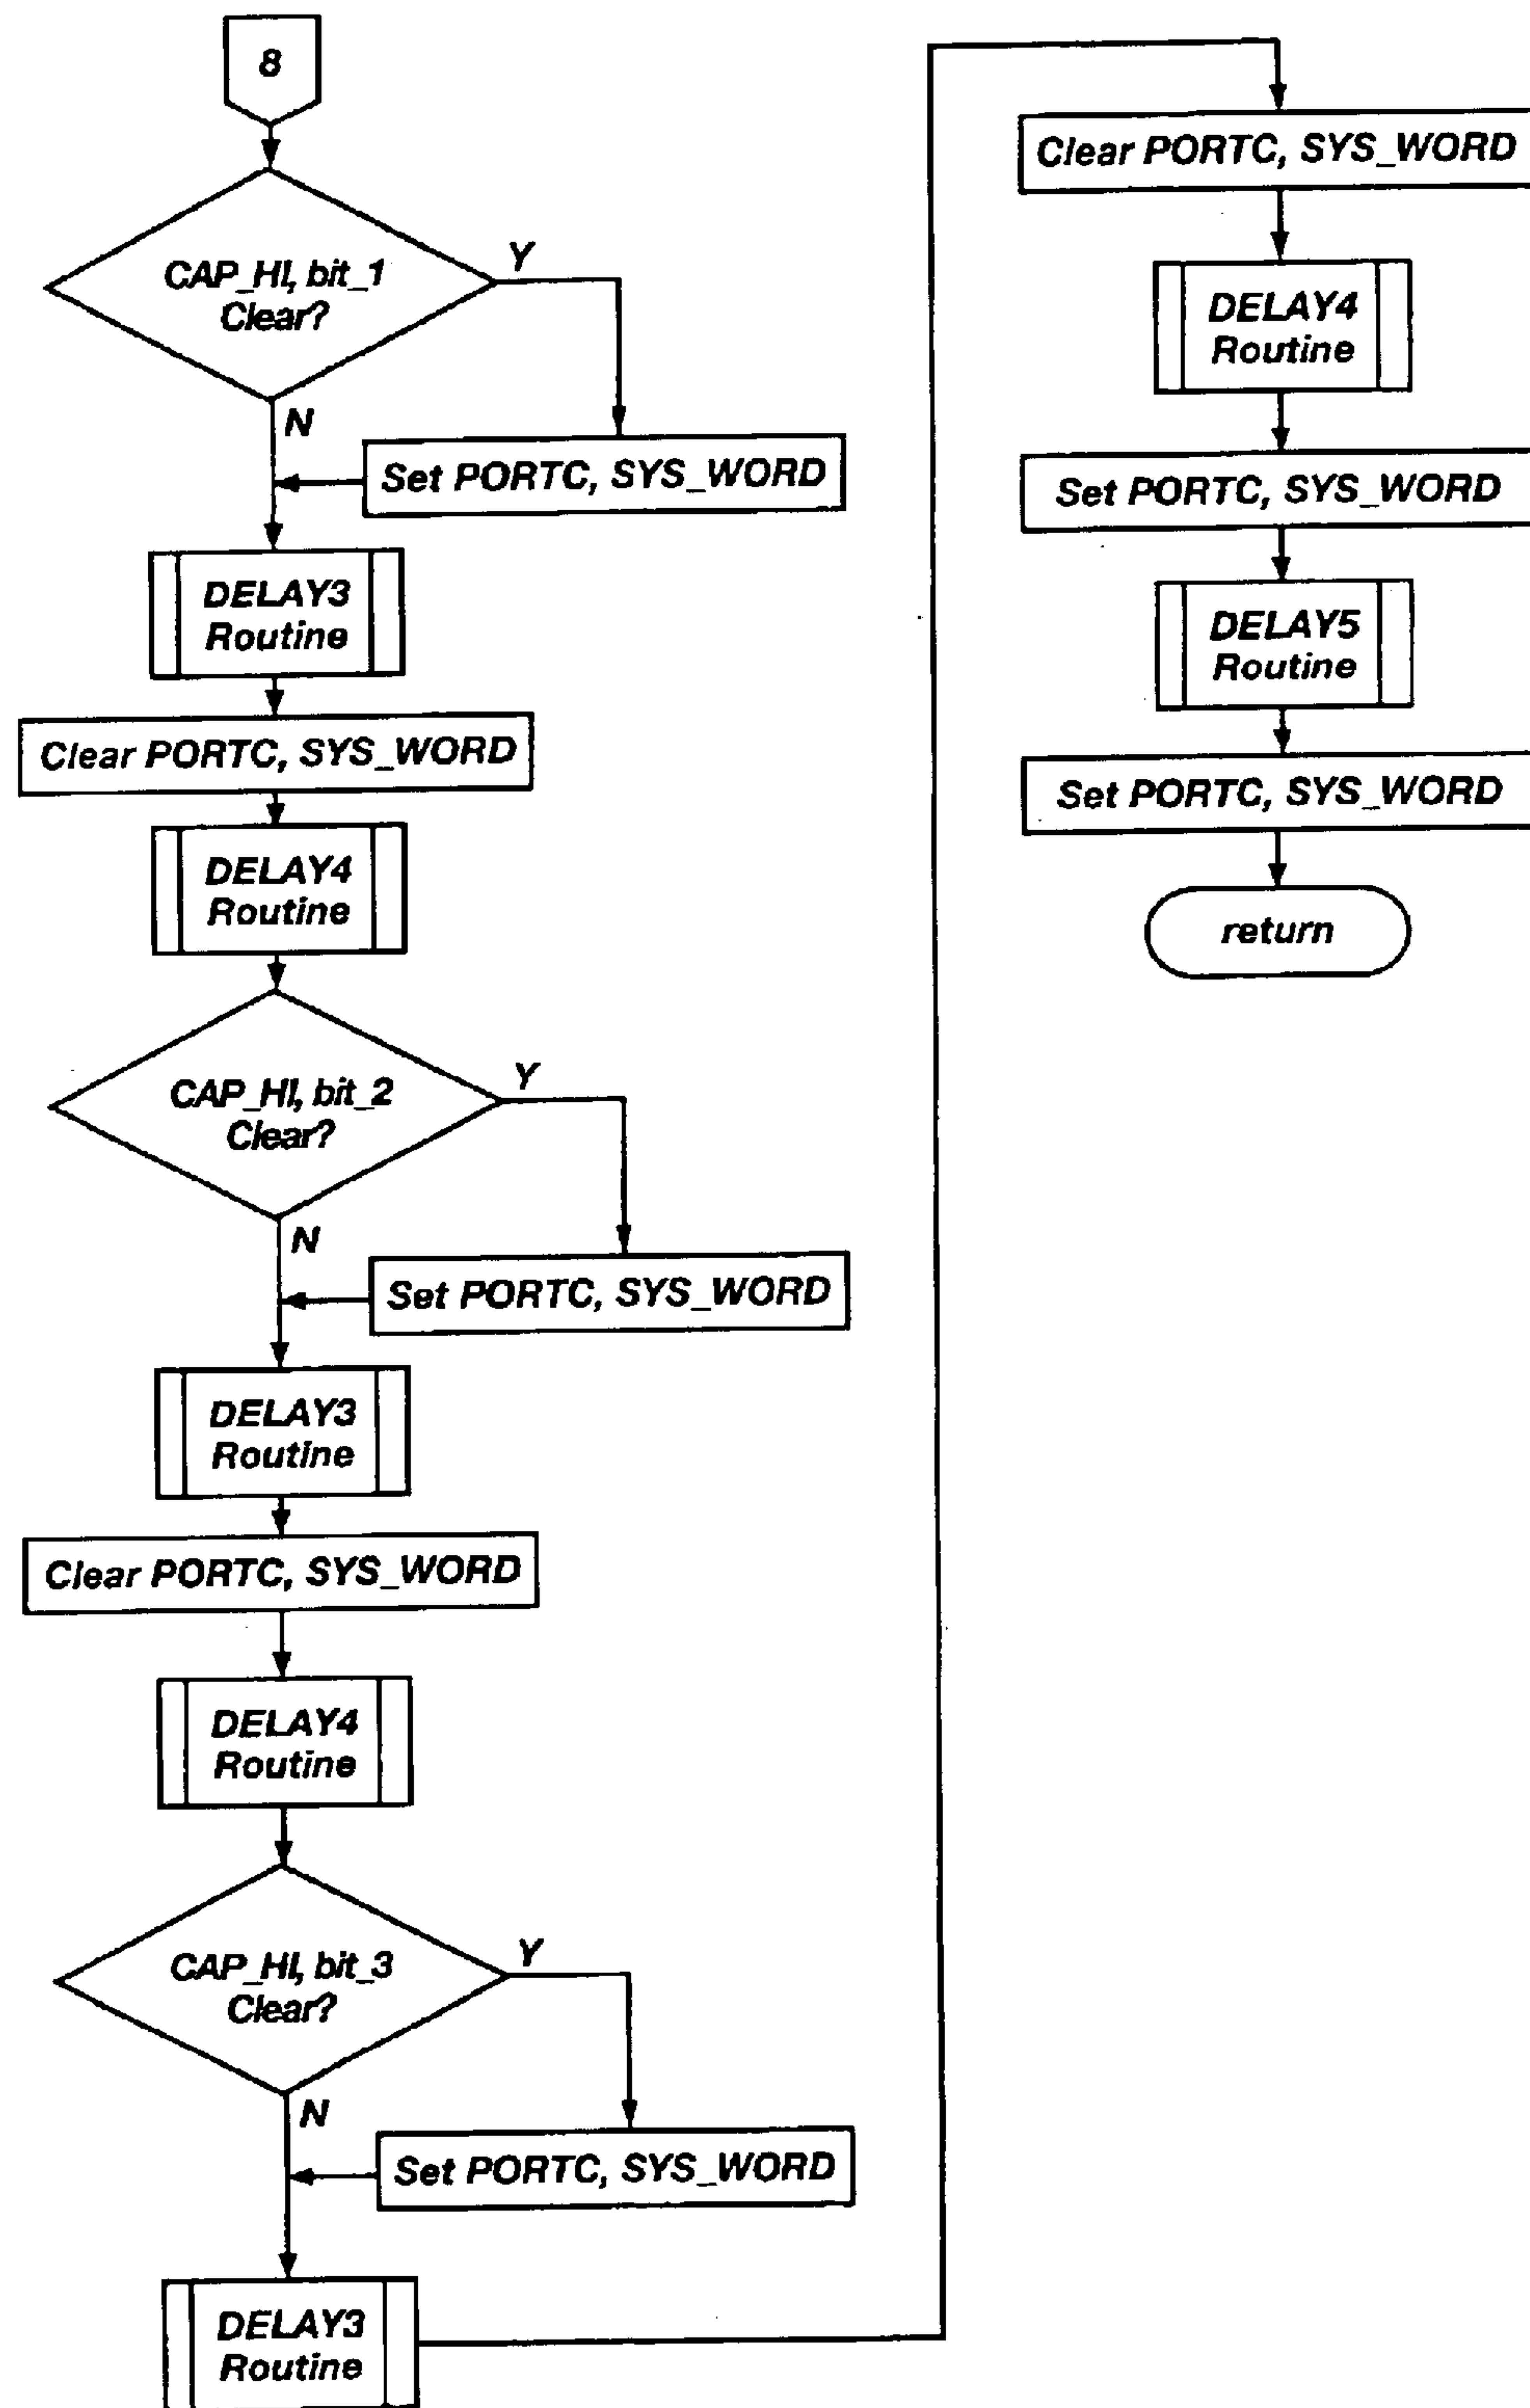 8
CAP_HI, bit_1
Clear?
Y
N
Set PORTC, SYS_WORD
DELAY3
Routine
Clear PORTC, SYS_WORD
DELAY4
Routine
CAP_HI, bit_2
Clear?
Y
N
Set PORTC, SYS_WORD
DELAY3
Routine
Clear PORTC, SYS_WORD
DELAY4
Routine
CAP_HI, bit_3
Clear?
Y
N
Set PORTC, SYS_WORD
DELAY3
Routine
Clear PORTC, SYS_WORD
DELAY4
Routine
Set PORTC, SYS_WORD
DELAY5
Routine
Set PORTC, SYS_WORD
return